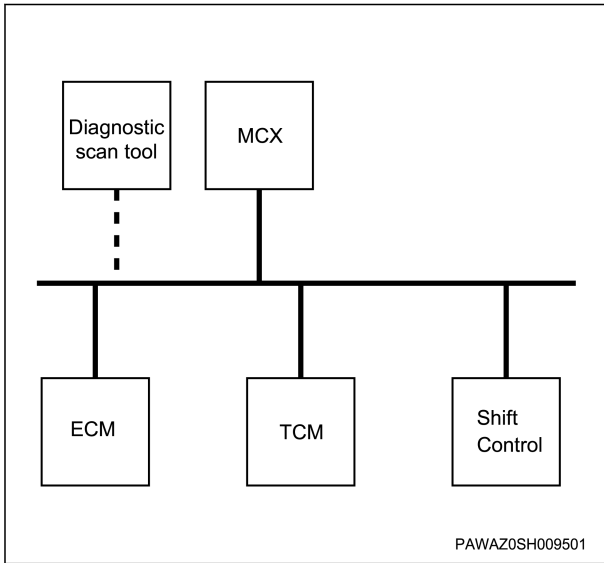 Diagnostic
scan tool
MCX
ECM
TCM
Shift
Control
PAWAZ0SH009501